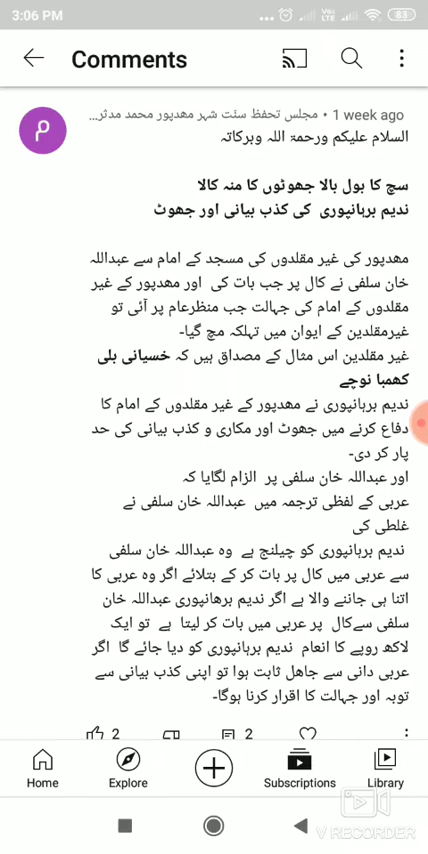 3:06 PM
Vo)) LTE
83
Comments
مجلس تحفظ سنّت شہر مھدپور محمد مدثر... • 1 week ago
السلام علیکم ورحمۃ اللہ وبرکاتہ
سچ کا بول بالا جھوٹوں کا منہ کالا
ندیم برہانپوری کی کذب بیانی اور جھوٹ
مھدپور کی غیر مقلدوں کی مسجد کے امام سے عبداللہ
خان سلفی نے کال پر جب بات کی اور مھدپور کے غیر
مقلدوں کے امام کی جہالت جب منظرعام پر آئی تو
غیرمقلدین کے ایوان میں تہلکہ مچ گیا-
غیر مقلدین اس مثال کے مصداق ہیں کہ خسیانی بلی
کھمبا نوچے
ندیم برہانپوری نے مھدپور کے غیر مقلدوں کے امام کا
دفاع کرنے میں جھوٹ اور مکاری و کذب بیانی کی حد
پار کر دی-
اور عبداللہ خان سلفی پر الزام لگایا کہ
عربی کے لفظی ترجمہ میں عبداللہ خان سلفی نے
غلطی کی
ندیم برہانپوری کو چیلنج ہے وہ عبداللہ خان سلفی
سے عربی میں کال پر بات کر کے بتلائے اگر وہ عربی کا
اتنا ہی جاننے والا ہے اگر ندیم برھانپوری عبداللہ خان
سلفی سےکال پر عربی میں بات کر لیتا ہے تو ایک
لاکھ روپے کا انعام ندیم برہانپوری کو دیا جائے گا اگر
عربی دانی سے جاھل ثابت ہوا تو اپنی کذب بیانی سے
توبہ اور جہالت کا اقرار کرنا ہوگا-
2
2
Home
Explore
Subscriptions
Library
V RECORDER